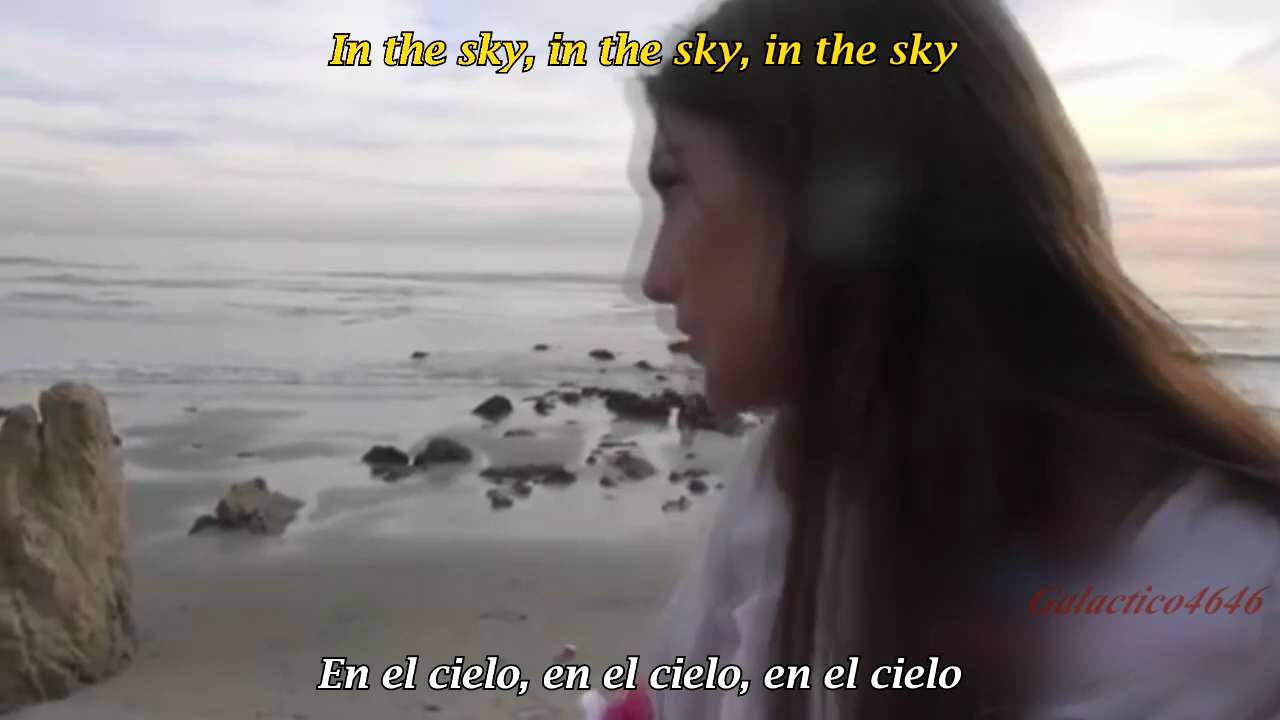 In the sky, in the sky, in the sky
Galactico4646
En el cielo, en el cielo, en el cielo